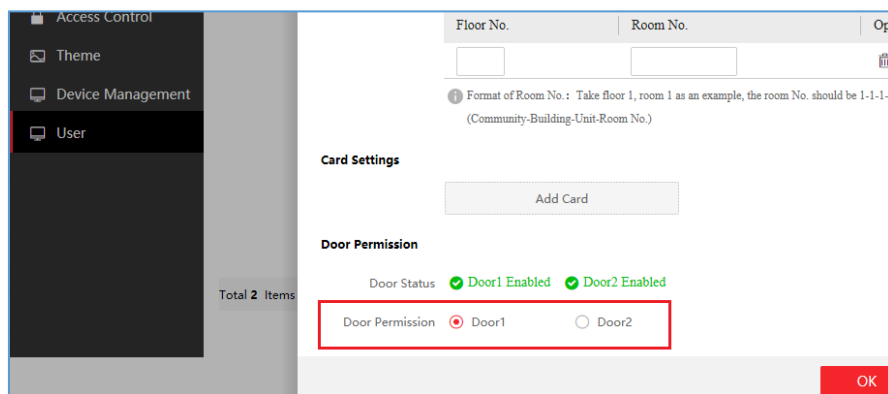 Access Control
Theme
Device Management
User
Total 2 Items
Floor No. Room No.
Format of Room No.: Take floor 1, room 1 as an example, the room No. should be 1-1-1-
(Community-Building-Unit-Room No.)
Card Settings
Add Card
Door Permission
Door Status Door1 Enabled Door2 Enabled
Door Permission Door1 Door2
OK